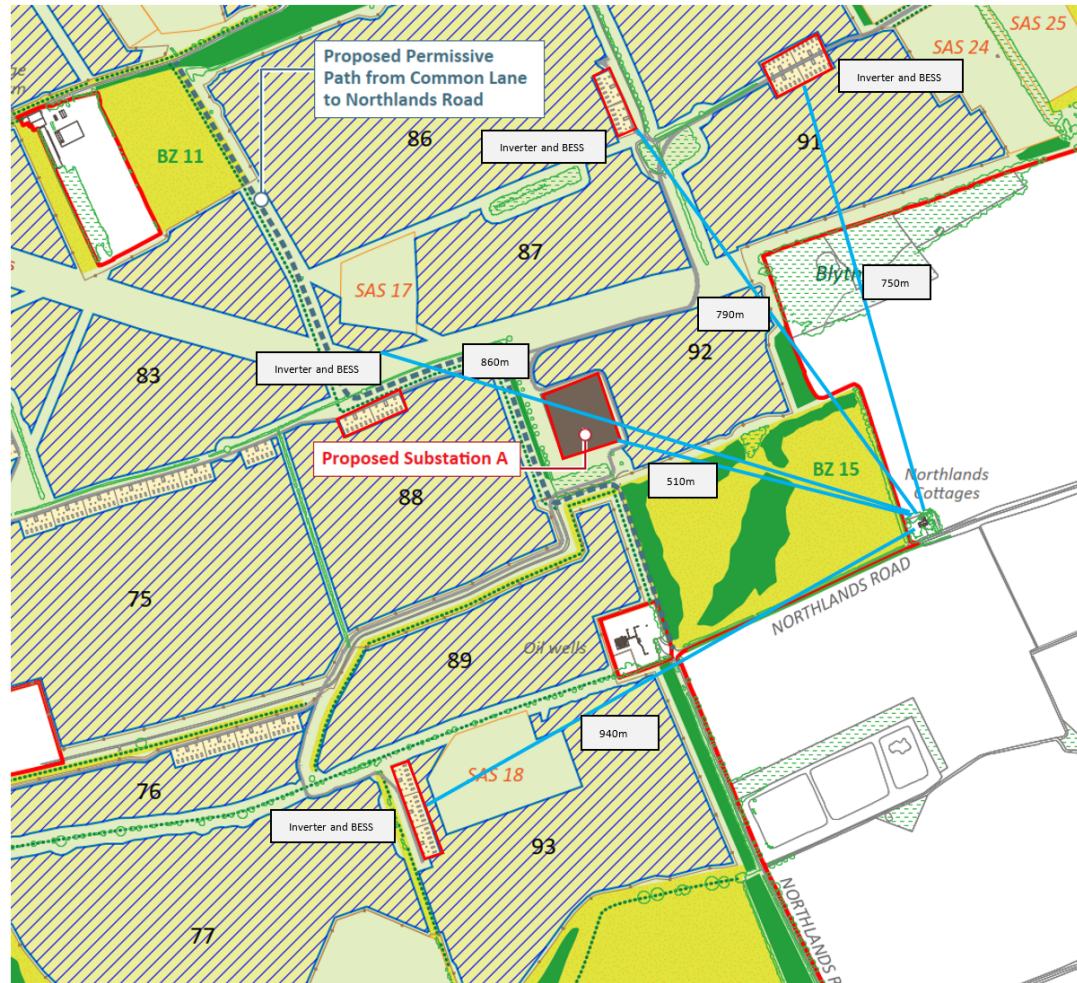 SAS 25
SAS 24
Proposed Permissive
Path from Common Lane
to Northlands Road
Inverter and BESS
86
91
BZ 11
Inverter and BESS
87
SAS 17
750m
790m
92
860m
83
Inverter and BESS
Proposed Substation A
BZ 15
Northlands
Cottages
510m
88
NORTHLANDS ROAD
75
Oil wells
89
940m
SAS 18
76
Inverter and BESS
93
77
NORTHLANDS R